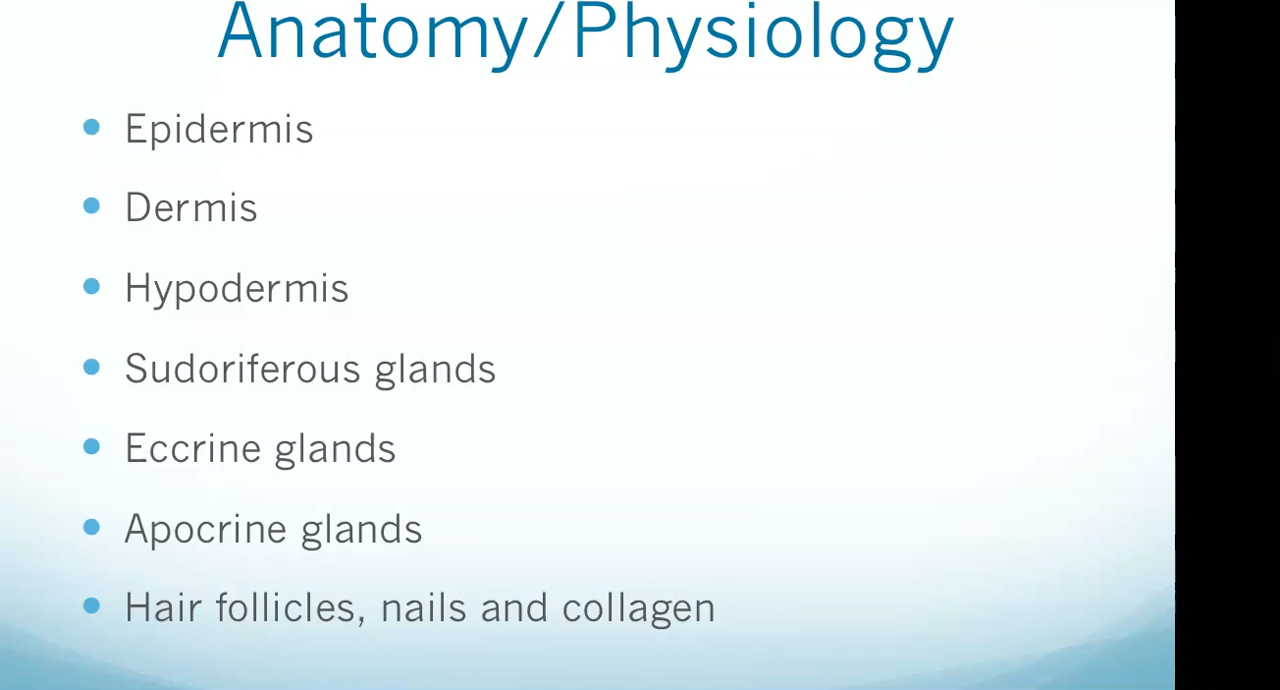 Anatomy/Physiology
• Epidermis
• Dermis
• Hypodermis
• Sudoriferous glands
• Eccrine glands
• Apocrine glands
• Hair follicles, nails and collagen